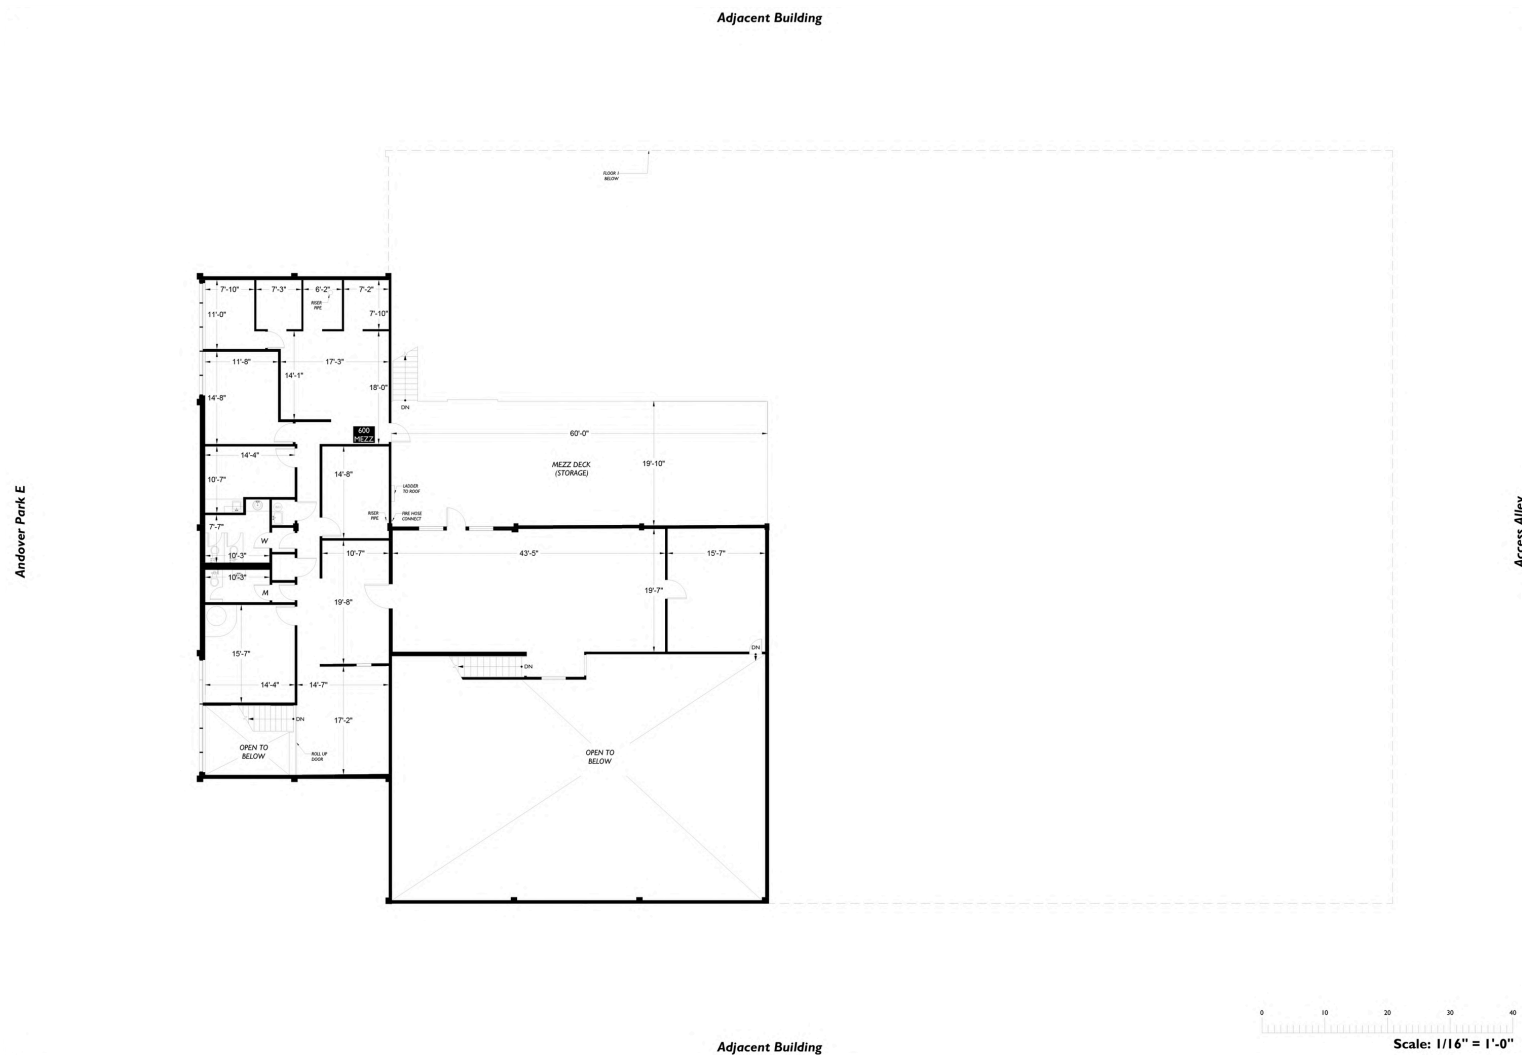 Adjacent Building
FLOOR 1
BELOW
7'-10"
7'-3"
6'-2"
7'-2"
RISER
PIPE
11'-0"
7'-10"
11'-8"
17'-3"
14'-1"
18'-0"
14'-8"
DN
600
MEZZ
60'-0"
14'-4"
MEZZ DECK
(STORAGE)
19'-10"
14'-8"
10'-7"
LADDER
TO ROOF
RISER
PIPE
FIRE HOSE
CONNECT
7'-7"
W
10'-3"
10'-7"
43'-5"
15'-7"
10'-3"
M
19'-8"
19'-7"
DN
15'-7"
DN
14'-4"
14'-7"
DN
17'-2"
OPEN TO
BELOW
ROLL UP
DOOR
OPEN TO
BELOW
Andover Park E
Access Alley
0 10 20 30 40
Scale: 1/16" = 1'-0"
Adjacent Building